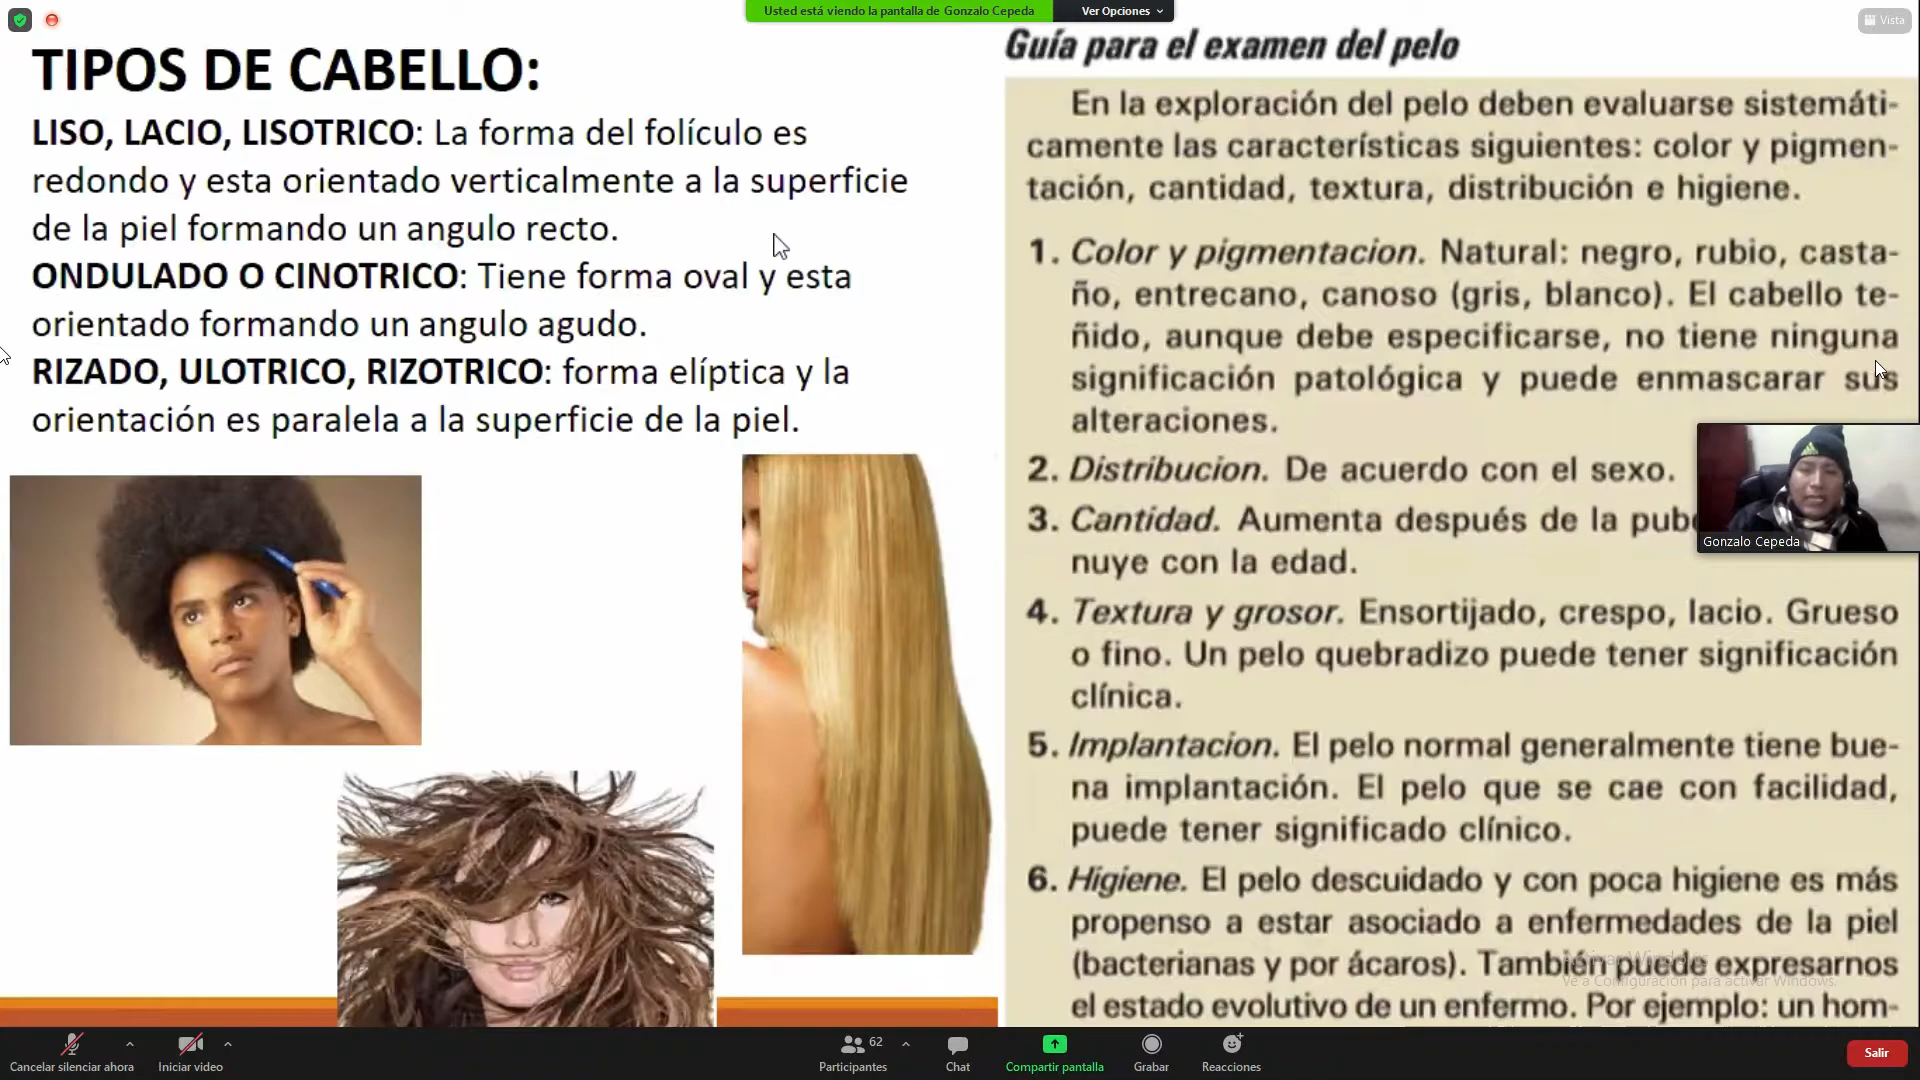 Usted está viendo la pantalla de Gonzalo Cepeda
Ver Opciones
Vista
TIPOS DE CABELLO:
LISO, LACIO, LISOTRICO: La forma del folículo es
redondo y esta orientado verticalmente a la superficie
de la piel formando un angulo recto.
ONDULADO O CINOTRICO: Tiene forma oval y esta
orientado formando un angulo agudo.
RIZADO, ULOTRICO, RIZOTRICO: forma elíptica y la
orientación es paralela a la superficie de la piel.
Guía para el examen del pelo
En la exploración del pelo deben evaluarse sistemáti-
camente las características siguientes: color y pigmen-
tación, cantidad, textura, distribución e higiene.
1. Color y pigmentacion. Natural: negro, rubio, casta-
ño, entrecano, canoso (gris, blanco). El cabello te-
ñido, aunque debe especificarse, no tiene ninguna
significación patológica y puede enmascarar sus
alteraciones.
2. Distribucion. De acuerdo con el sexo.
3. Cantidad. Aumenta después de la pub
nuye con la edad.
4. Textura y grosor. Ensortijado, crespo, lacio. Grueso
o fino. Un pelo quebradizo puede tener significación
clínica.
5. Implantacion. El pelo normal generalmente tiene bue-
na implantación. El pelo que se cae con facilidad,
puede tener significado clínico.
6. Higiene. El pelo descuidado y con poca higiene es más
propenso a estar asociado a enfermedades de la piel
(bacterianas y por ácaros). También puede expresarnos
el estado evolutivo de un enfermo. Por ejemplo: un hom-
Gonzalo Cepeda
Activar Windows
Ve a Configuración para activar Windows.
Cancelar silenciar ahora
Iniciar video
62
Participantes
Chat
Compartir pantalla
Grabar
Reacciones
Salir